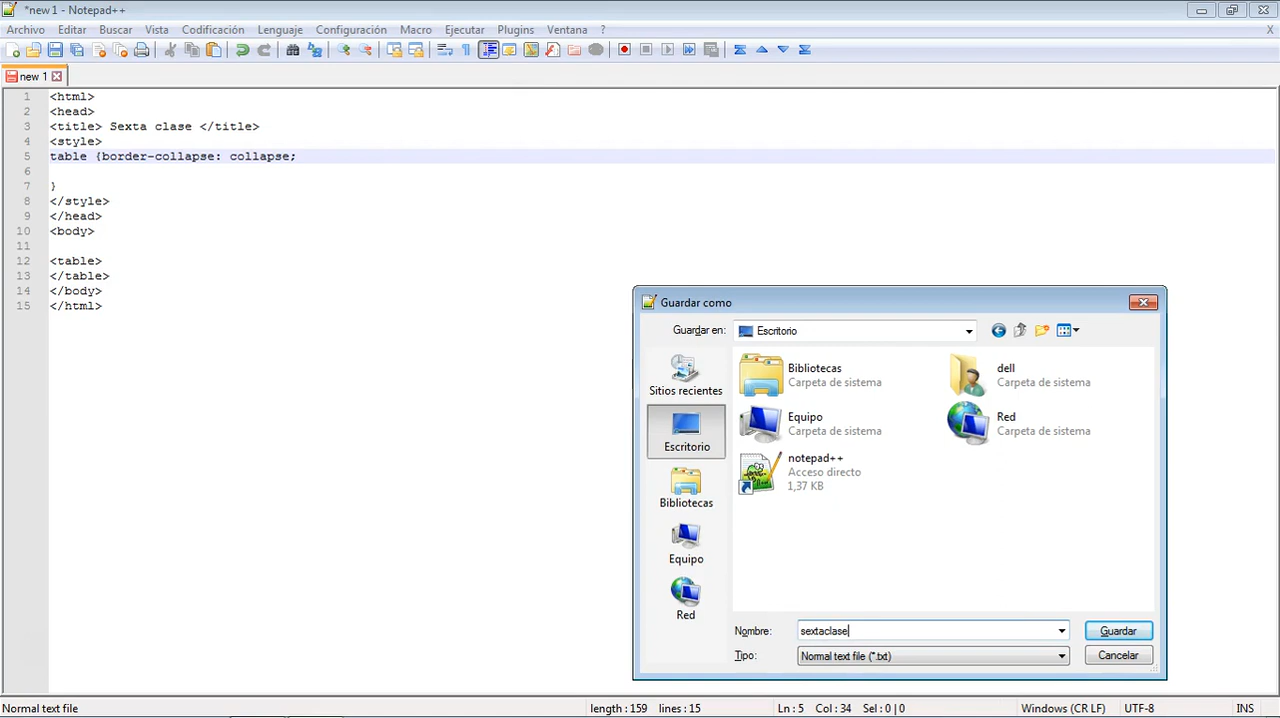 *new 1 - Notepad++
Archivo Editar Buscar Vista Codificación Lenguaje Configuración Macro Ejecutar Plugins Ventana ? X
new 1
1 <html>
2 <head>
3 <title> Sexta clase </title>
4 <style>
5 table {border-collapse: collapse;
6
7 }
8 </style>
9 </head>
10 <body>
11
12 <table>
13 </table>
14 </body>
15 </html>
Guardar como
Guardar en: Escritorio
Sitios recientes
Escritorio
Bibliotecas
Equipo
Red
Bibliotecas
Carpeta de sistema
dell
Carpeta de sistema
Equipo
Carpeta de sistema
Red
Carpeta de sistema
notepad++
Acceso directo
1,37 KB
Nombre: sextaclase Guardar
Tipo: Normal text file (*.txt) Cancelar
Normal text file length : 159 lines : 15 Ln : 5 Col : 34 Sel : 0 | 0 Windows (CR LF) UTF-8 INS